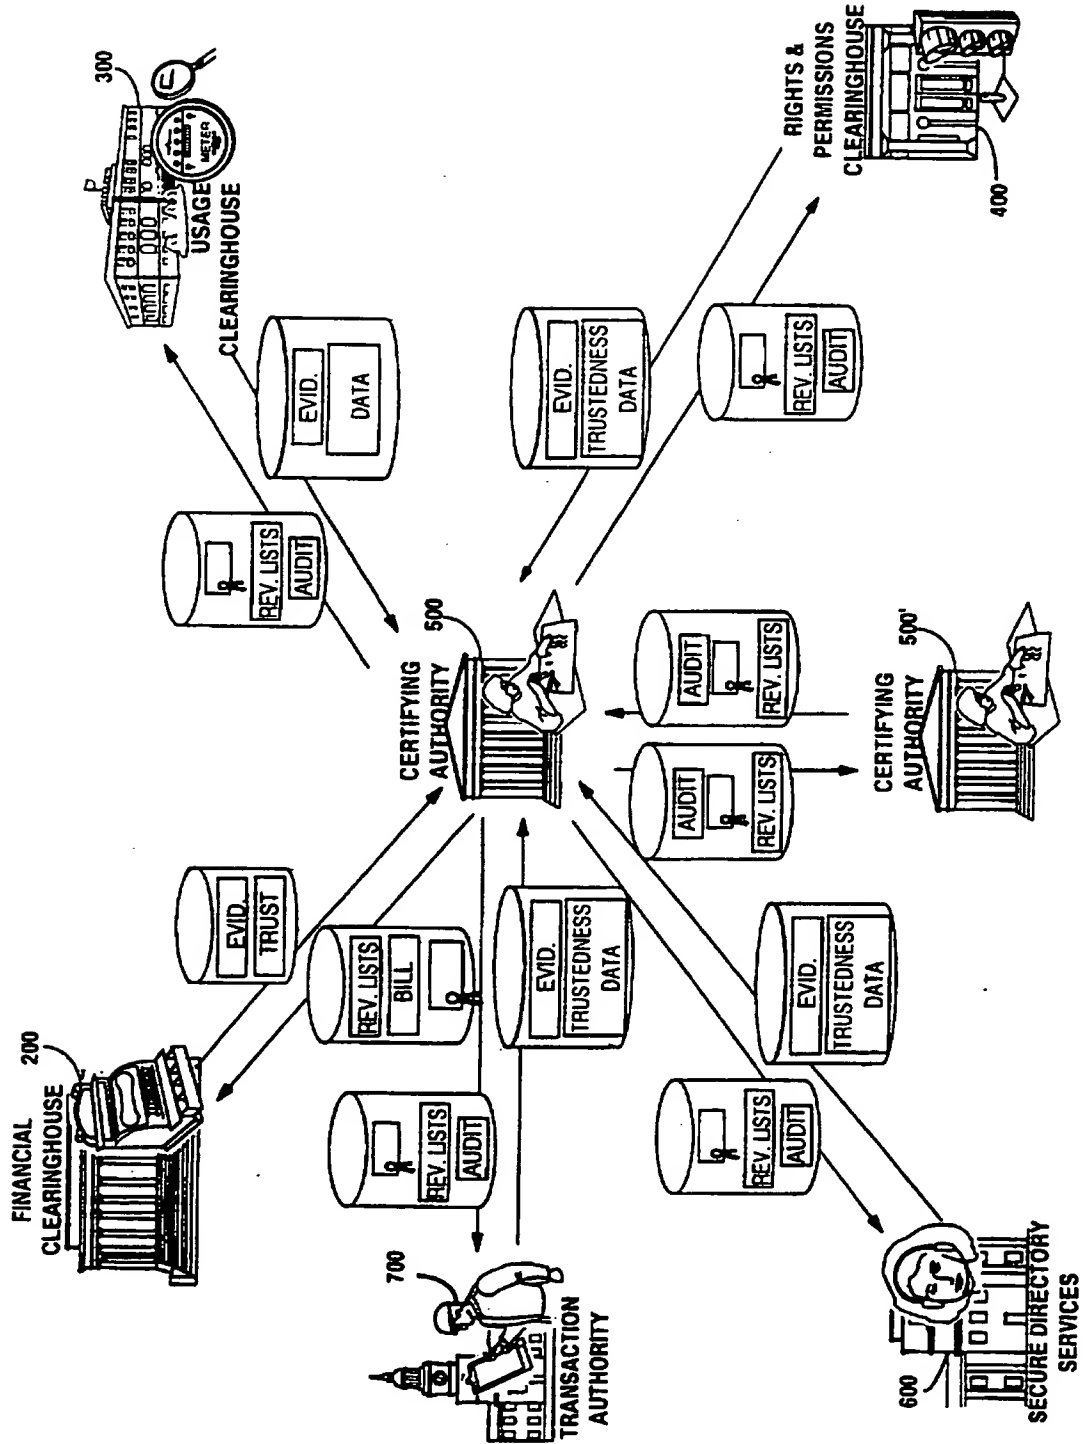 FINANCIAL
CLEARINGHOUSE
200
EVID.
TRUST
REV. LISTS
BILL
700
TRANSACTION
AUTHORITY
REV. LISTS
AUDIT
EVID.
TRUSTEDNESS
DATA
600
SECURE DIRECTORY
SERVICES
REV. LISTS
AUDIT
EVID.
TRUSTEDNESS
DATA
CERTIFYING
AUTHORITY
500
AUDIT
REV. LISTS
AUDIT
REV. LISTS
CERTIFYING
AUTHORITY
500'
REV. LISTS
AUDIT
EVID.
DATA
300
METER
USAGE
CLEARINGHOUSE
EVID.
TRUSTEDNESS
DATA
REV. LISTS
AUDIT
RIGHTS &
PERMISSIONS
CLEARINGHOUSE
400